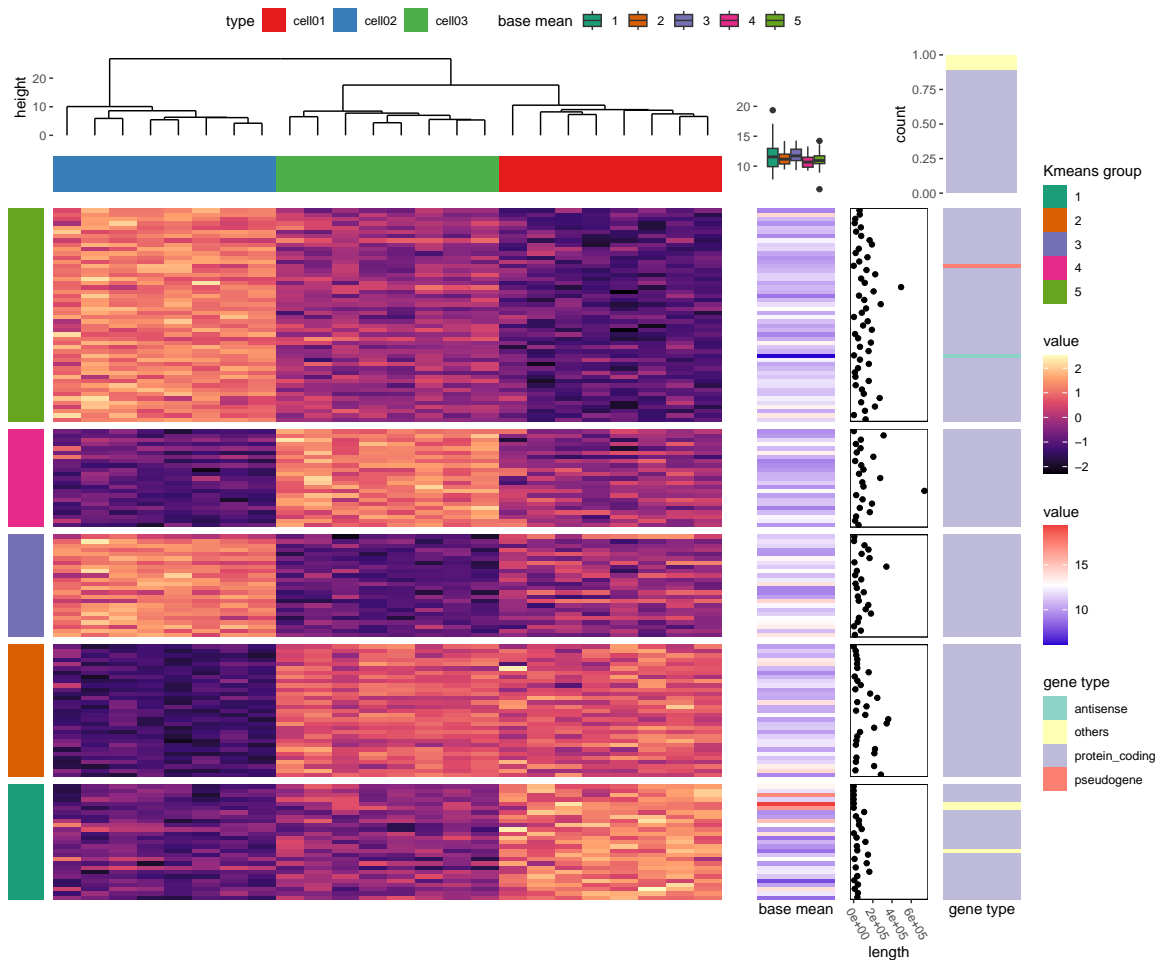 type cell01 cell02 cell03 base mean 1 2 3 4 5
height
20
10
0
20
15
10
count
1.00
0.75
0.50
0.25
0.00
Kmeans group
1
2
3
4
5
value
2
1
0
−1
−2
value
15
10
gene type
antisense
others
protein_coding
pseudogene
base mean
0e+00
2e+05
4e+05
6e+05
length
gene type